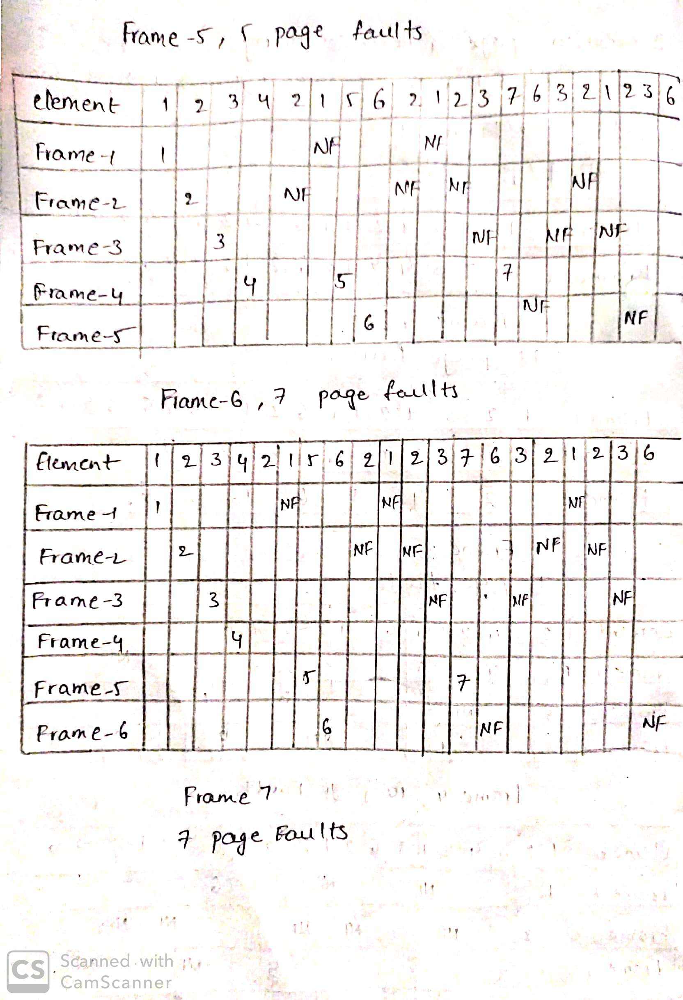 Frame-5, 5 page faults
element 1 2 3 4 2 1 5 6 2 1 2 3 7 6 3 2 1 2 3 6
Frame-1 1 NF NF
Frame-2 2 NF NF NF NF
Frame-3 3 NF NF NF
Frame-4 4 5 7
Frame-5 6 NF NF
Frame-6, 7 page faults
Element 1 2 3 4 2 1 5 6 2 1 2 3 7 6 3 2 1 2 3 6
Frame-1 1 NF NF NF
Frame-2 2 NF NF NF NF
Frame-3 3 NF NF NF
Frame-4 4
Frame-5 5 7
Frame-6 6 NF NF
Frame 7
7 page Faults
CS Scanned with
CamScanner